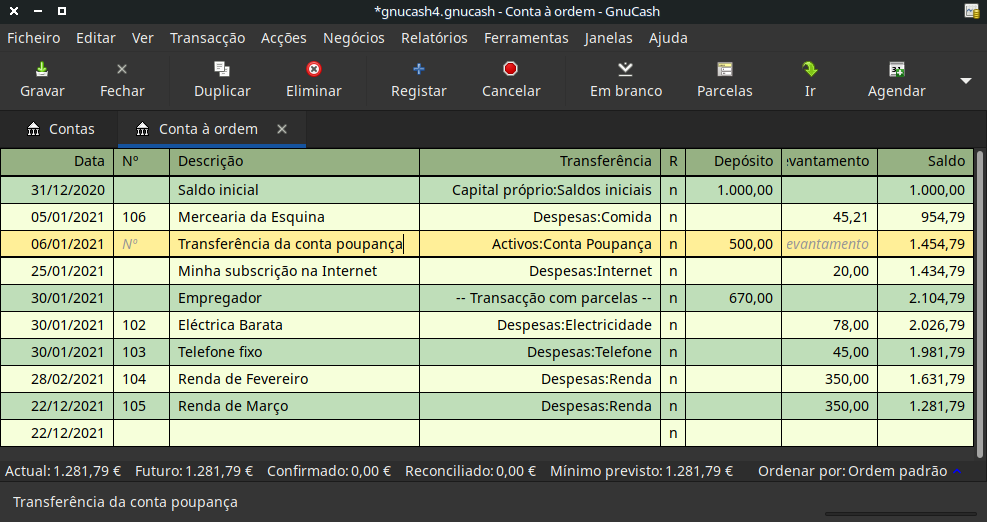 *gnucash4.gnucash - Conta à ordem - GnuCash
Ficheiro Editar Ver Transacção Acções Negócios Relatórios Ferramentas Janelas Ajuda
Gravar Fechar Duplicar Eliminar Registar Cancelar Em branco Parcelas Ir Agendar
Contas Conta à ordem
Data Nº Descrição Transferência R Depósito evantamento Saldo
31/12/2020 Saldo inicial Capital próprio:Saldos iniciais n 1.000,00 1.000,00
05/01/2021 106 Mercearia da Esquina Despesas:Comida n 45,21 954,79
06/01/2021 Nº Transferência da conta poupança Activos:Conta Poupança n 500,00 evantamento 1.454,79
25/01/2021 Minha subscrição na Internet Despesas:Internet n 20,00 1.434,79
30/01/2021 Empregador -- Transacção com parcelas -- n 670,00 2.104,79
30/01/2021 102 Eléctrica Barata Despesas:Electricidade n 78,00 2.026,79
30/01/2021 103 Telefone fixo Despesas:Telefone n 45,00 1.981,79
28/02/2021 104 Renda de Fevereiro Despesas:Renda n 350,00 1.631,79
22/12/2021 105 Renda de Março Despesas:Renda n 350,00 1.281,79
22/12/2021 n
Actual: 1.281,79 € Futuro: 1.281,79 € Confirmado: 0,00 € Reconciliado: 0,00 € Mínimo previsto: 1.281,79 € Ordenar por: Ordem padrão
Transferência da conta poupança